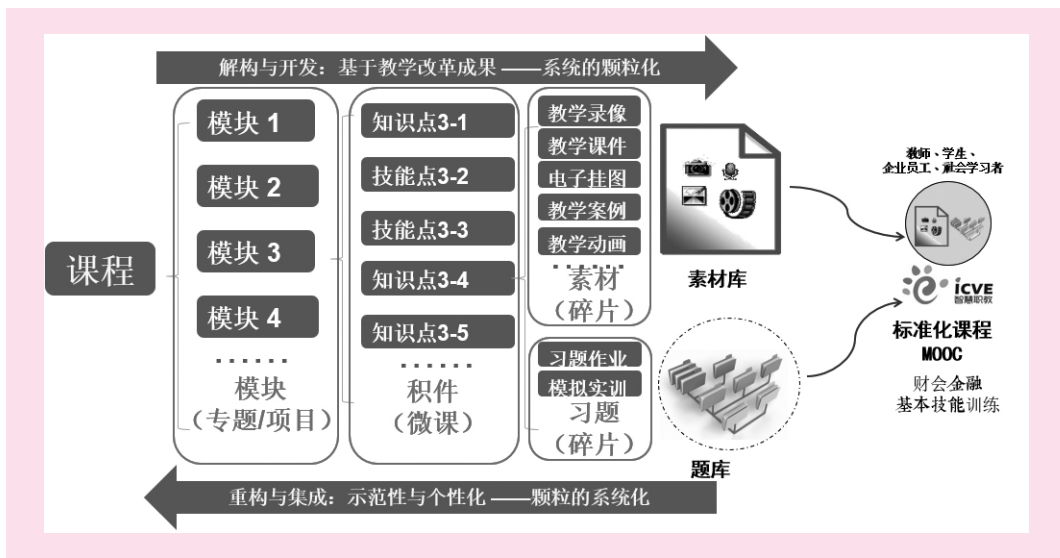 解构与开发：基于教学改革成果 ——系统的颗粒化
课程
模块 1
模块 2
模块 3
模块 4
......
模块
（专题/项目）
知识点3-1
技能点3-2
技能点3-3
知识点3-4
知识点3-5
......
积件
（微课）
教学录像
教学课件
电子挂图
教学案例
教学动画
......
素材
（碎片）
习题作业
模拟实训
习题
（碎片）
素材库
题库
教师、学生、
企业员工、社会学习者
icve
智慧职教
标准化课程
MOOC
财会金融
基本技能训练
重构与集成：示范性与个性化 ——颗粒的系统化